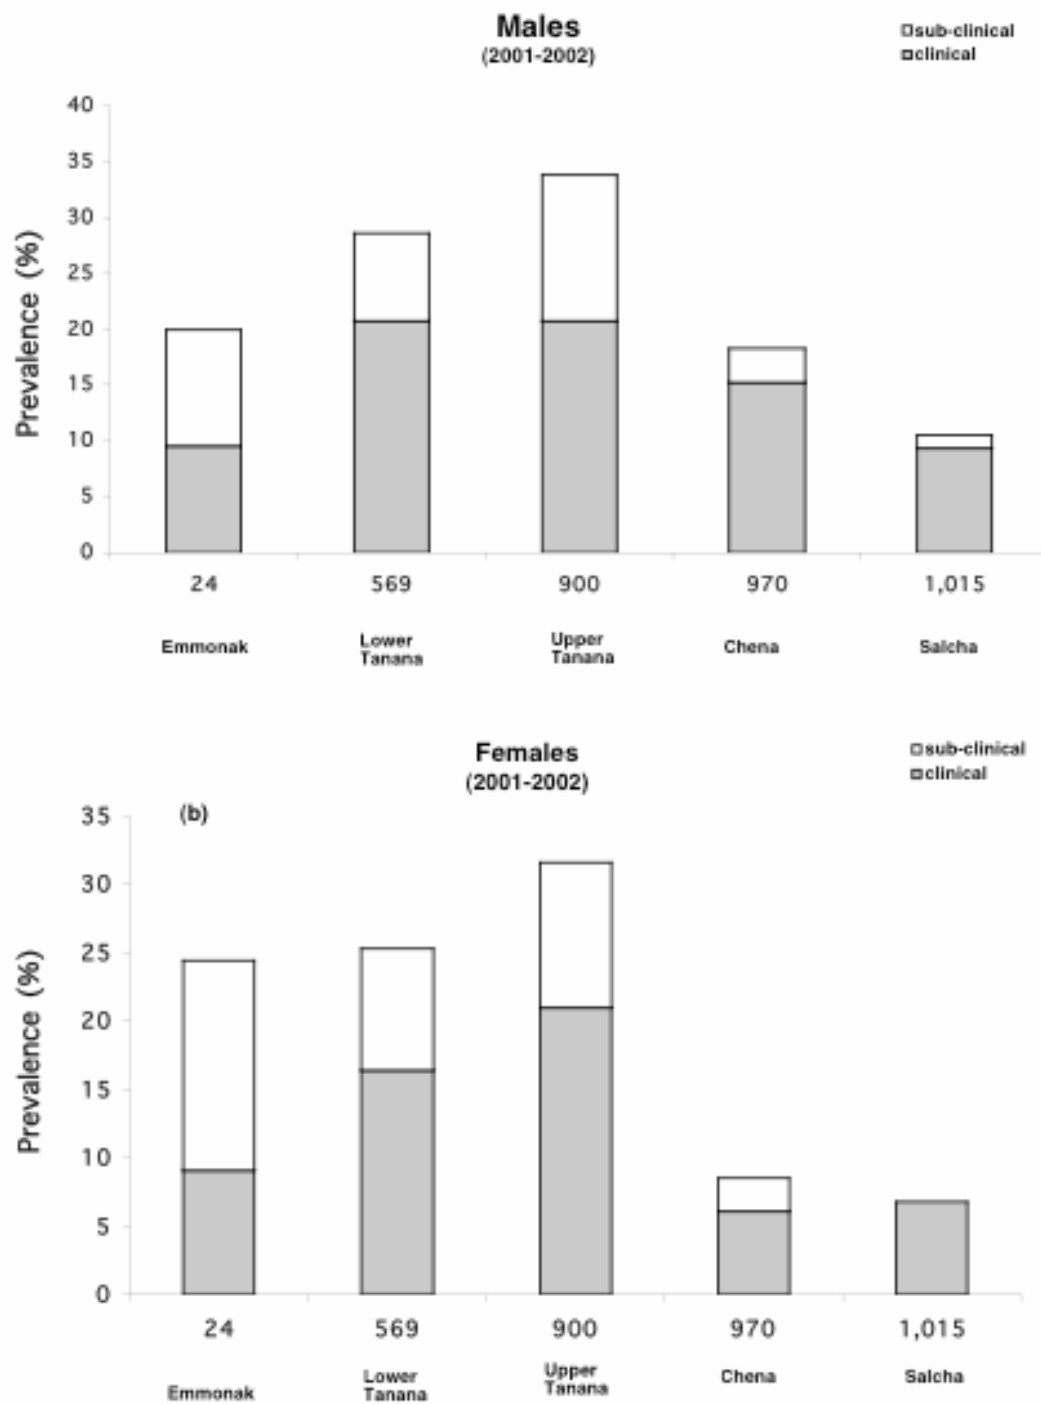 Males
(2001-2002)
sub-clinical
clinical
Prevalence (%)
40
35
30
25
20
15
10
5
0
24
569
900
970
1,015
Emmonak
Lower
Tanana
Upper
Tanana
Chena
Salcha
Females
(2001-2002)
sub-clinical
clinical
(b)
Prevalence (%)
35
30
25
20
15
10
5
0
24
569
900
970
1,015
Emmonak
Lower
Tanana
Upper
Tanana
Chena
Salcha